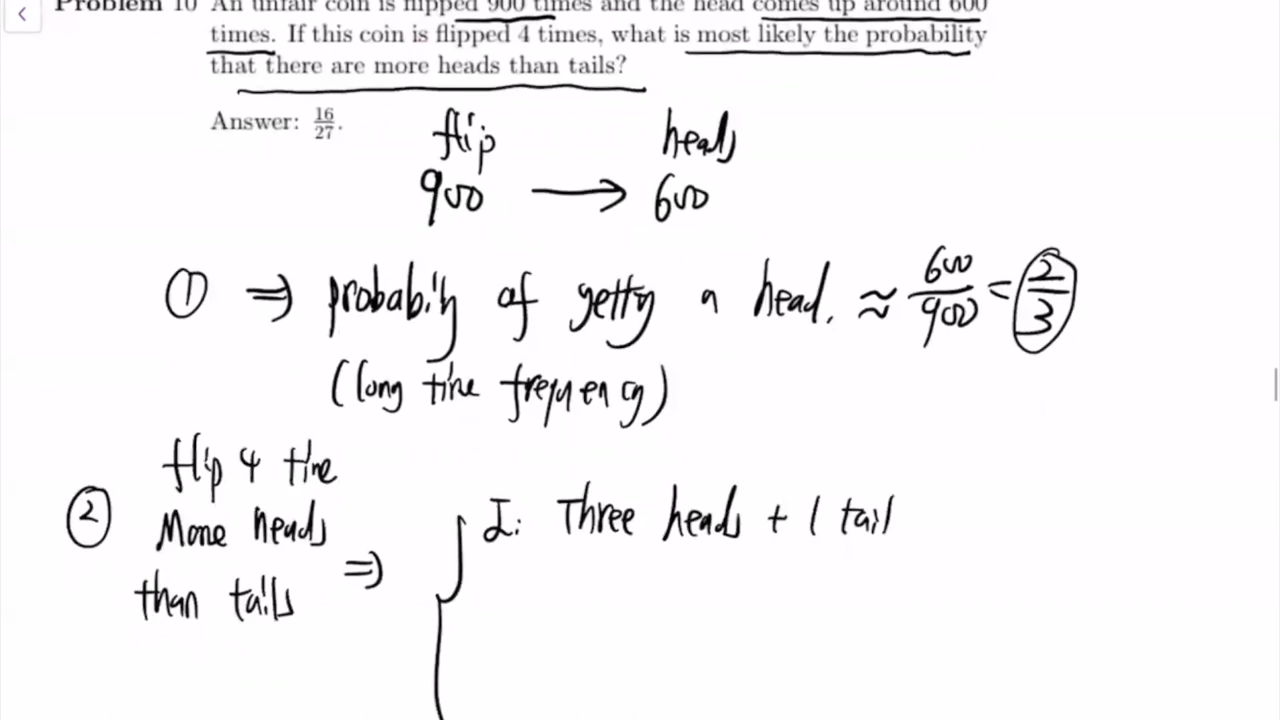 Problem 10 An unfair coin is flipped 900 times and the head comes up around 600
times. If this coin is flipped 4 times, what is most likely the probability
that there are more heads than tails?
Answer: 16/27.
flip heads
900 → 600
① ⇒ probability of getty a head. ≈ 600/900 = 2/3
(long time frequency)
flip 4 time
② More heads
than tails ⇒
I: Three heads + 1 tail